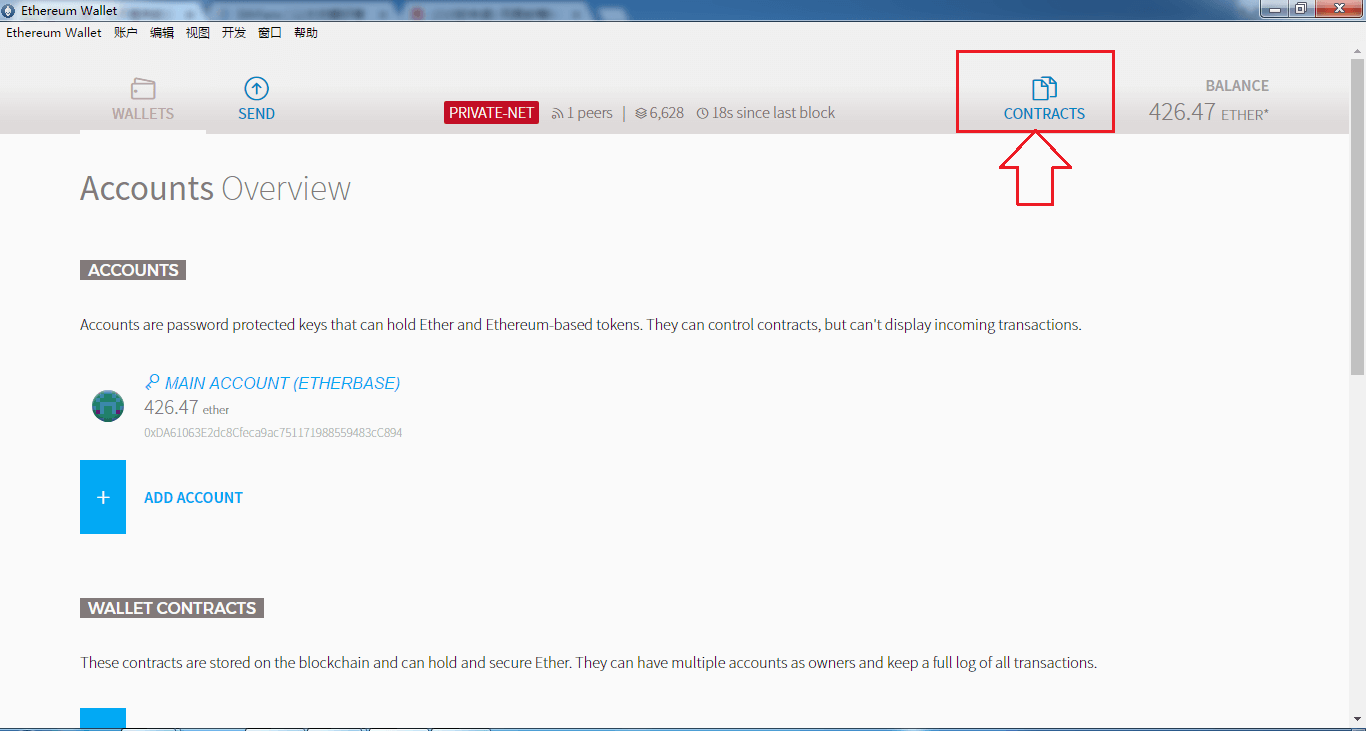 Ethereum Wallet
Ethereum Wallet 账户 编辑 视图 开发 窗口 帮助
WALLETS
SEND
PRIVATE-NET 1 peers | 6,628 18s since last block
CONTRACTS
BALANCE
426.47 ETHER*
Accounts Overview
ACCOUNTS
Accounts are password protected keys that can hold Ether and Ethereum-based tokens. They can control contracts, but can't display incoming transactions.
MAIN ACCOUNT (ETHERBASE)
426.47 ether
0xDA61063E2dc8Cfeca9ac751171988559483cC894
+ ADD ACCOUNT
WALLET CONTRACTS
These contracts are stored on the blockchain and can hold and secure Ether. They can have multiple accounts as owners and keep a full log of all transactions.